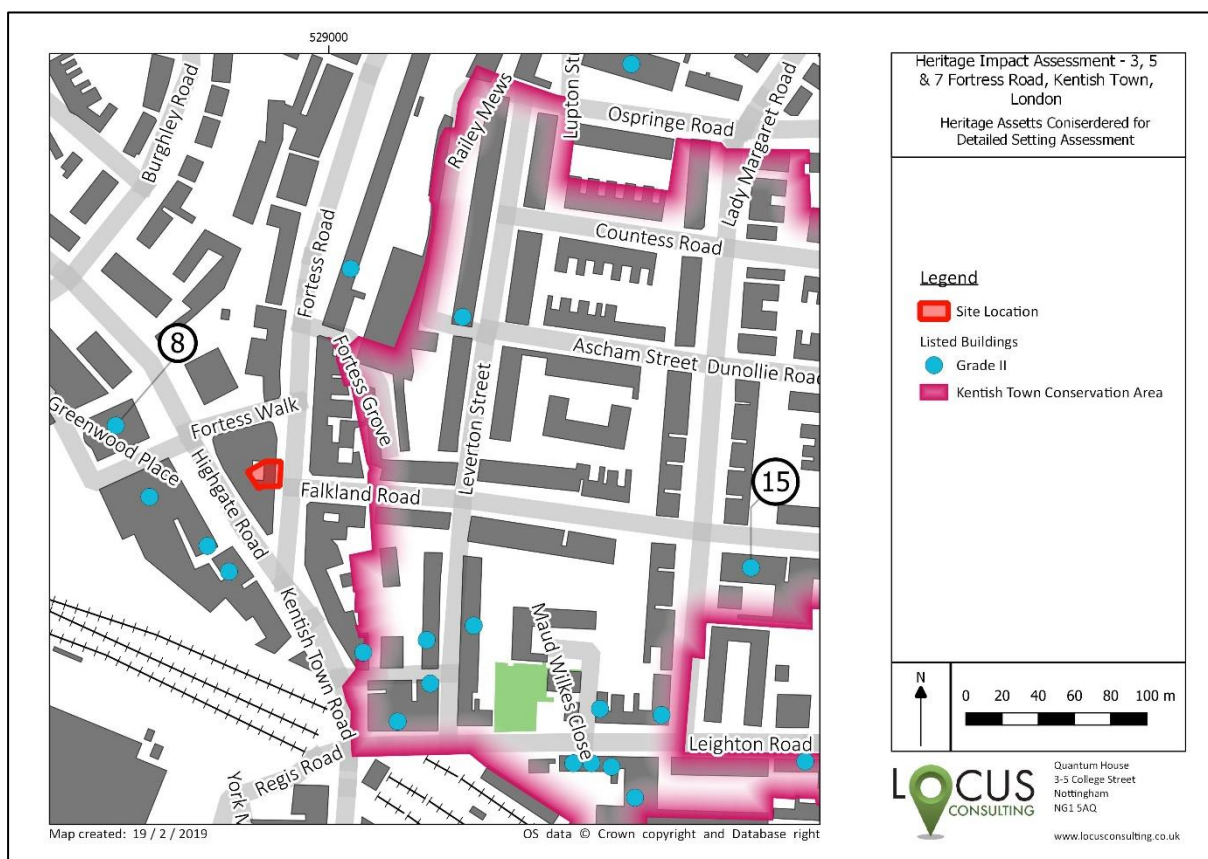 529000
Burghley Road
Railey Mews
Lupton St
Ospringe Road
Lady Margaret Road
Fortess Road
Countess Road
8
Fortess Grove
Ascham Street
Dunollie Road
Leverton Street
Greenwood Place
Fortess Walk
Highgate Road
Falkland Road
15
Kentish Town Road
Maud Wilkes Close
Leighton Road
Regis Road
York M
Map created: 19 / 2 / 2019
OS data © Crown copyright and Database right
Heritage Impact Assessment - 3, 5
& 7 Fortress Road, Kentish Town,
London
Heritage Assetts Coniserdered for
Detailed Setting Assessment
Legend
Site Location
Listed Buildings
Grade II
Kentish Town Conservation Area
N
0 20 40 60 80 100 m
LOCUS
CONSULTING
Quantum House
3-5 College Street
Nottingham
NG1 5AQ
www.locusconsulting.co.uk